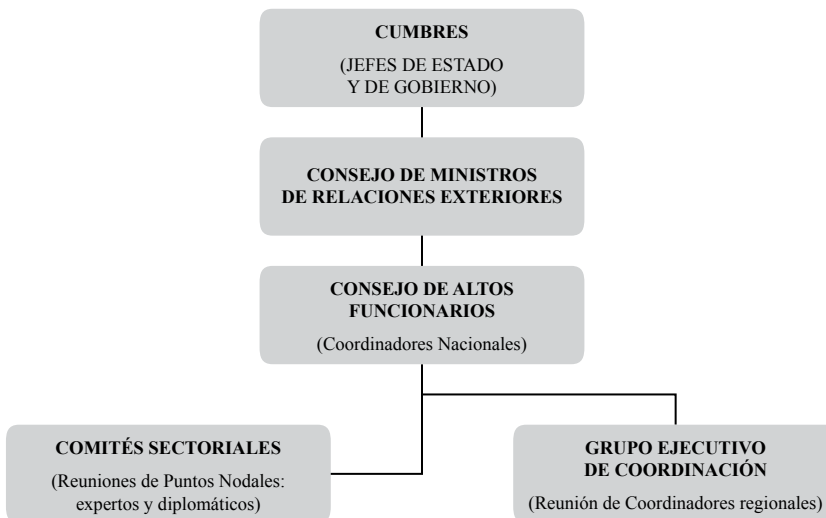 CUMBRES
(JEFES DE ESTADO
Y DE GOBIERNO)
CONSEJO DE MINISTROS
DE RELACIONES EXTERIORES
CONSEJO DE ALTOS
FUNCIONARIOS
(Coordinadores Nacionales)
COMITÉS SECTORIALES
(Reuniones de Puntos Nodales:
expertos y diplomáticos)
GRUPO EJECUTIVO
DE COORDINACIÓN
(Reunión de Coordinadores regionales)